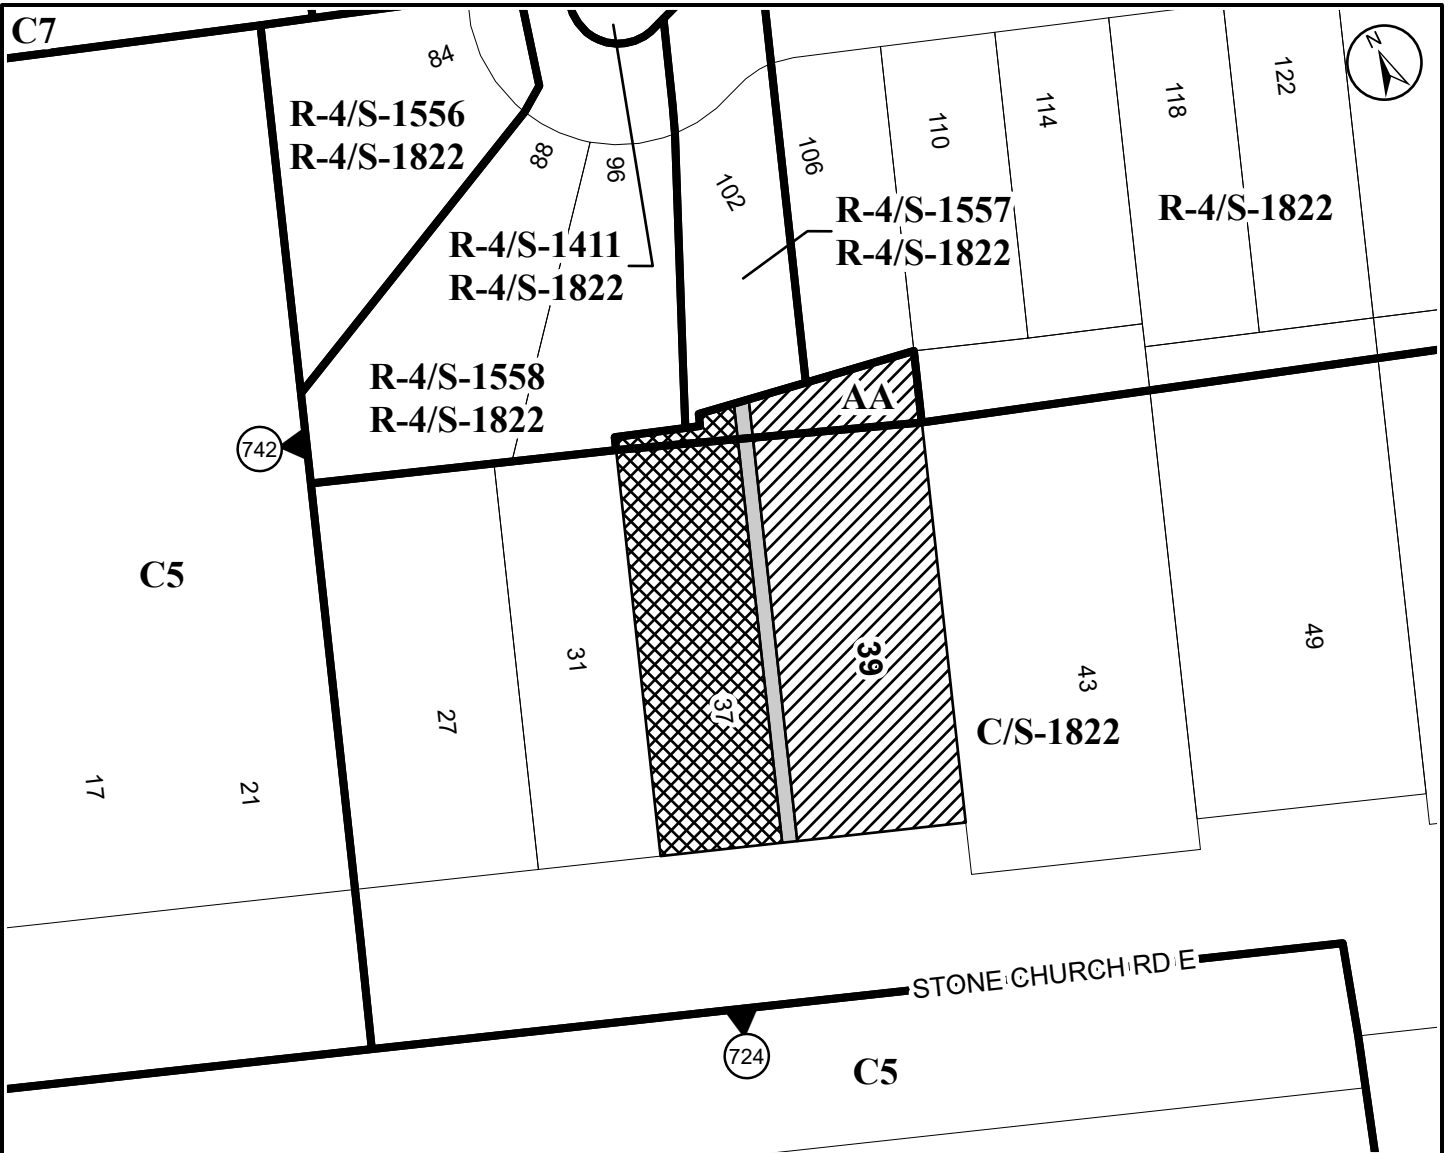 C7
N
84
R-4/S-1556
R-4/S-1822
88
96
102
106
110
114
118
122
R-4/S-1557
R-4/S-1822
R-4/S-1822
R-4/S-1411
R-4/S-1822
R-4/S-1558
R-4/S-1822
AA
742
C5
31
37
39
43
49
C/S-1822
27
17
21
STONE CHURCH RD E
724
C5